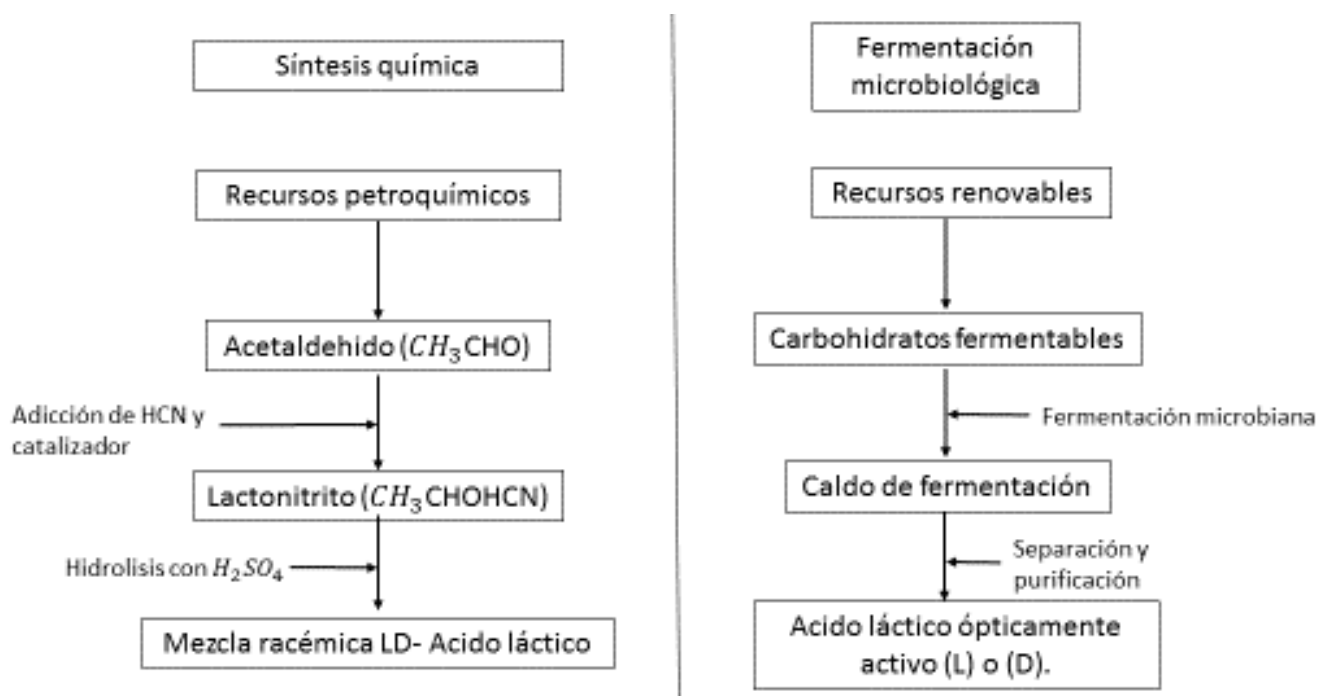 Síntesis química
Recursos petroquímicos
Acetaldehido (CH₃CHO)
Adicción de HCN y
catalizador
Lactonitrito (CH₃CHOHCN)
Hidrolisis con H₂SO₄
Mezcla racémica LD- Acido láctico
Fermentación
microbiológica
Recursos renovables
Carbohidratos fermentables
Fermentación microbiana
Caldo de fermentación
Separación y
purificación
Acido láctico ópticamente
activo (L) o (D).